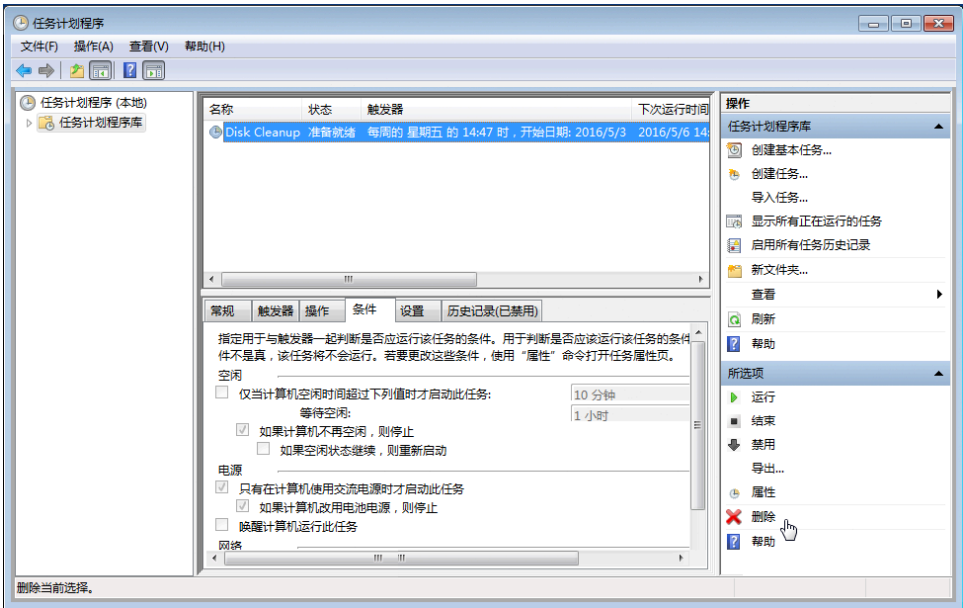 任务计划程序
文件(F) 操作(A) 查看(V) 帮助(H)
任务计划程序 (本地)
任务计划程序库
名称 状态 触发器 下次运行时间
Disk Cleanup 准备就绪 每周的 星期五 的 14:47 时，开始日期: 2016/5/3 2016/5/6 14:
常规 触发器 操作 条件 设置 历史记录(已禁用)
指定用于与触发器一起判断是否应运行该任务的条件。用于判断是否应该运行该任务的条件
件不是真，该任务将不会运行。若要更改这些条件，使用“属性”命令打开任务属性页。
空闲
仅当计算机空闲时间超过下列值时才启动此任务: 10 分钟
等待空闲: 1 小时
如果计算机不再空闲，则停止
如果空闲状态继续，则重新启动
电源
只有在计算机使用交流电源时才启动此任务
如果计算机改用电池电源，则停止
唤醒计算机运行此任务
网络
操作
任务计划程序库
创建基本任务...
创建任务...
导入任务...
显示所有正在运行的任务
启用所有任务历史记录
新文件夹...
查看
刷新
帮助
所选项
运行
结束
禁用
导出...
属性
删除
帮助
删除当前选择。